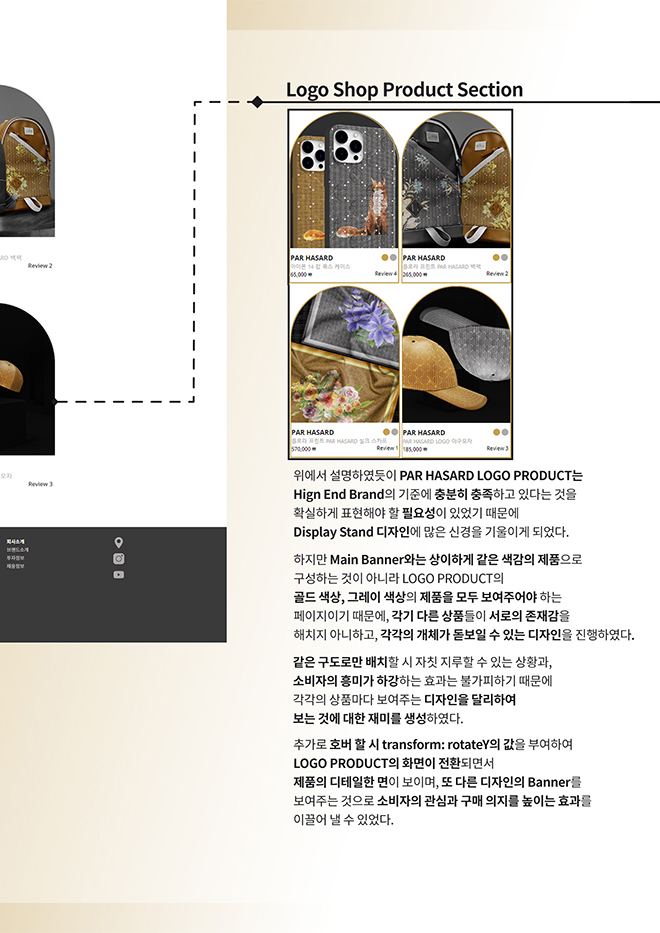 Logo Shop Product Section
백팩
Review 2
Review 3
회사소개
브랜드소개
투자정보
채용정보
PAR HASARD
아이폰 14 컵 폭스 케이스
65,000 ₩
Review 4
PAR HASARD
플로라 프린트 PAR HASARD 백팩
265,000 ₩
Review 2
PAR HASARD
플로라 프린트 PAR HASARD 실크 스카프
570,000 ₩
Review 1
PAR HASARD
PAR HASARD LOGO 야구모자
185,000 ₩
Review 3
위에서 설명하였듯이 PAR HASARD LOGO PRODUCT는
Hign End Brand의 기준에 충분히 충족하고 있다는 것을
확실하게 표현해야 할 필요성이 있었기 때문에
Display Stand 디자인에 많은 신경을 기울이게 되었다.
하지만 Main Banner와는 상이하게 같은 색감의 제품으로
구성하는 것이 아니라 LOGO PRODUCT의
골드 색상, 그레이 색상의 제품을 모두 보여주어야 하는
페이지이기 때문에, 각기 다른 상품들이 서로의 존재감을
해치지 아니하고, 각각의 개체가 돋보일 수 있는 디자인을 진행하였다.
같은 구도로만 배치할 시 자칫 지루할 수 있는 상황과,
소비자의 흥미가 하강하는 효과는 불가피하기 때문에
각각의 상품마다 보여주는 디자인을 달리하여
보는 것에 대한 재미를 생성하였다.
추가로 호버 할 시 transform: rotateY의 값을 부여하여
LOGO PRODUCT의 화면이 전환되면서
제품의 디테일한 면이 보이며, 또 다른 디자인의 Banner를
보여주는 것으로 소비자의 관심과 구매 의지를 높이는 효과를
이끌어 낼 수 있었다.